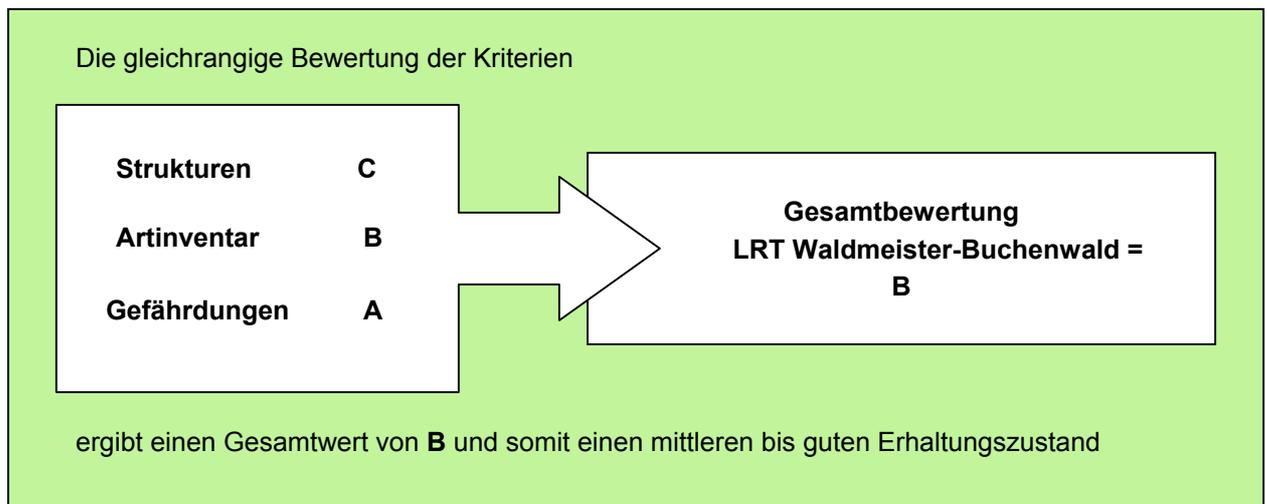 Die gleichrangige Bewertung der Kriterien
Strukturen C
Artinventar B
Gefährdungen A
Gesamtbewertung
LRT Waldmeister-Buchenwald =
B
ergibt einen Gesamtwert von B und somit einen mittleren bis guten Erhaltungszustand